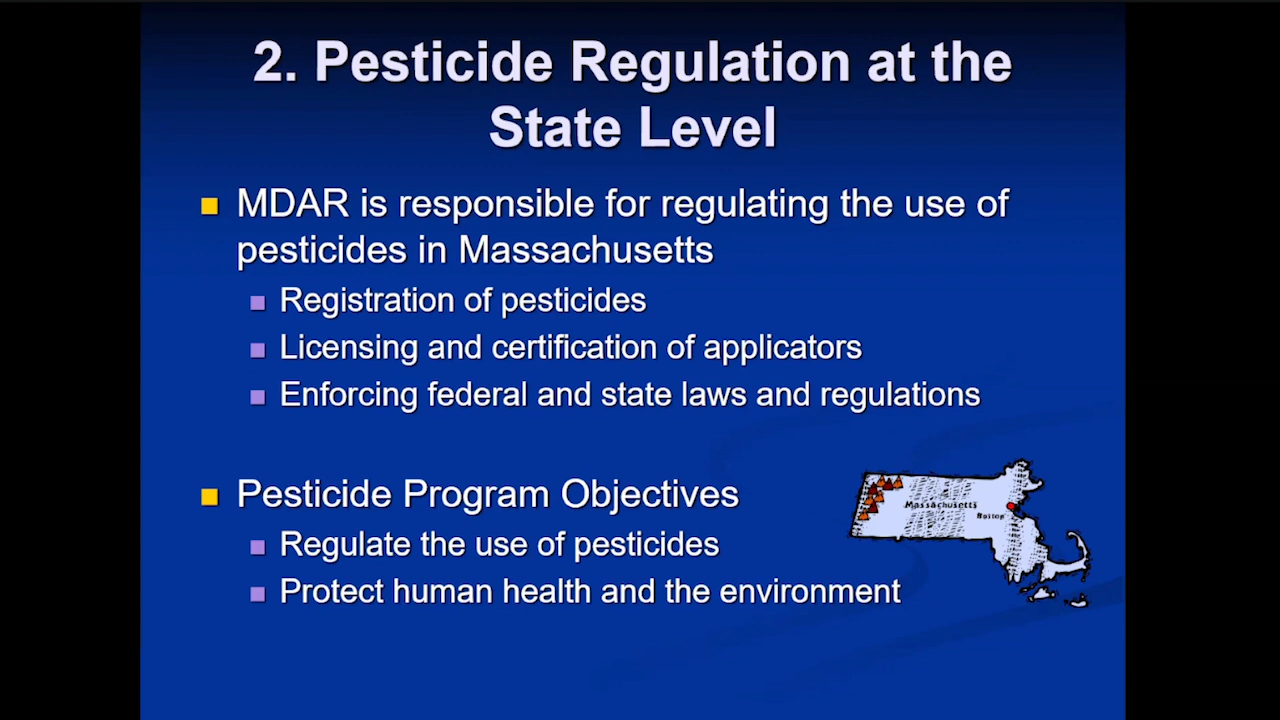 2. Pesticide Regulation at the
State Level
MDAR is responsible for regulating the use of
pesticides in Massachusetts
Registration of pesticides
Licensing and certification of applicators
Enforcing federal and state laws and regulations
Pesticide Program Objectives
Regulate the use of pesticides
Protect human health and the environment
Massachusetts
Boston